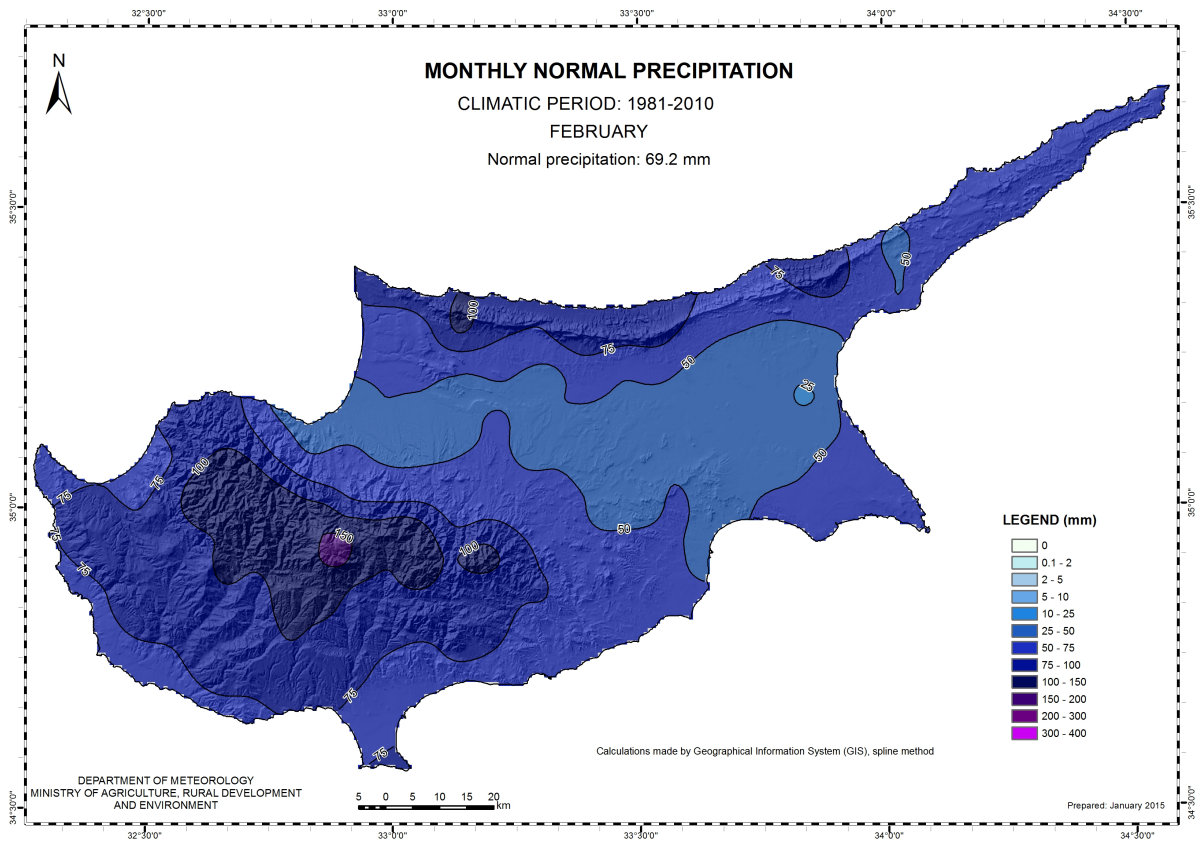 32°30'0"
33°0'0"
33°30'0"
34°0'0"
34°30'0"
N
MONTHLY NORMAL PRECIPITATION
CLIMATIC PERIOD: 1981-2010
FEBRUARY
Normal precipitation: 69.2 mm
35°30'0"
35°30'0"
50
75
100
75
50
25
50
100
75
75
75
150
100
50
75
75
75
35°0'0"
35°0'0"
LEGEND (mm)
0
0.1 - 2
2 - 5
5 - 10
10 - 25
25 - 50
50 - 75
75 - 100
100 - 150
150 - 200
200 - 300
300 - 400
Calculations made by Geographical Information System (GIS), spline method
DEPARTMENT OF METEOROLOGY
MINISTRY OF AGRICULTURE, RURAL DEVELOPMENT
AND ENVIRONMENT
5 0 5 10 15 20
km
Prepared: January 2015
34°30'0"
34°30'0"
32°30'0"
33°0'0"
33°30'0"
34°0'0"
34°30'0"